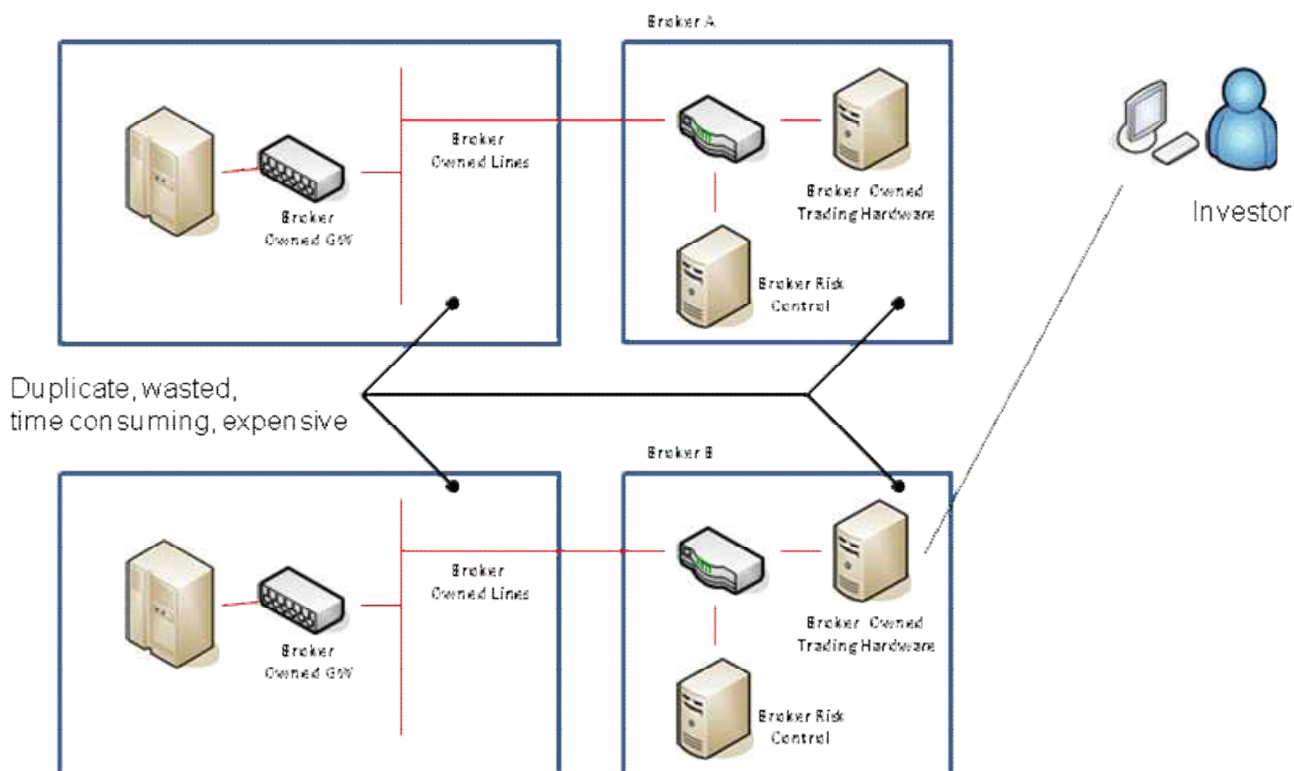 Broker A
Broker
Owned Lines
Broker
Owned GW
Broker Owned
Trading Hardware
Broker Risk
Control
Investor
Duplicate, wasted,
time consuming, expensive
Broker B
Broker
Owned Lines
Broker
Owned GW
Broker Owned
Trading Hardware
Broker Risk
Control